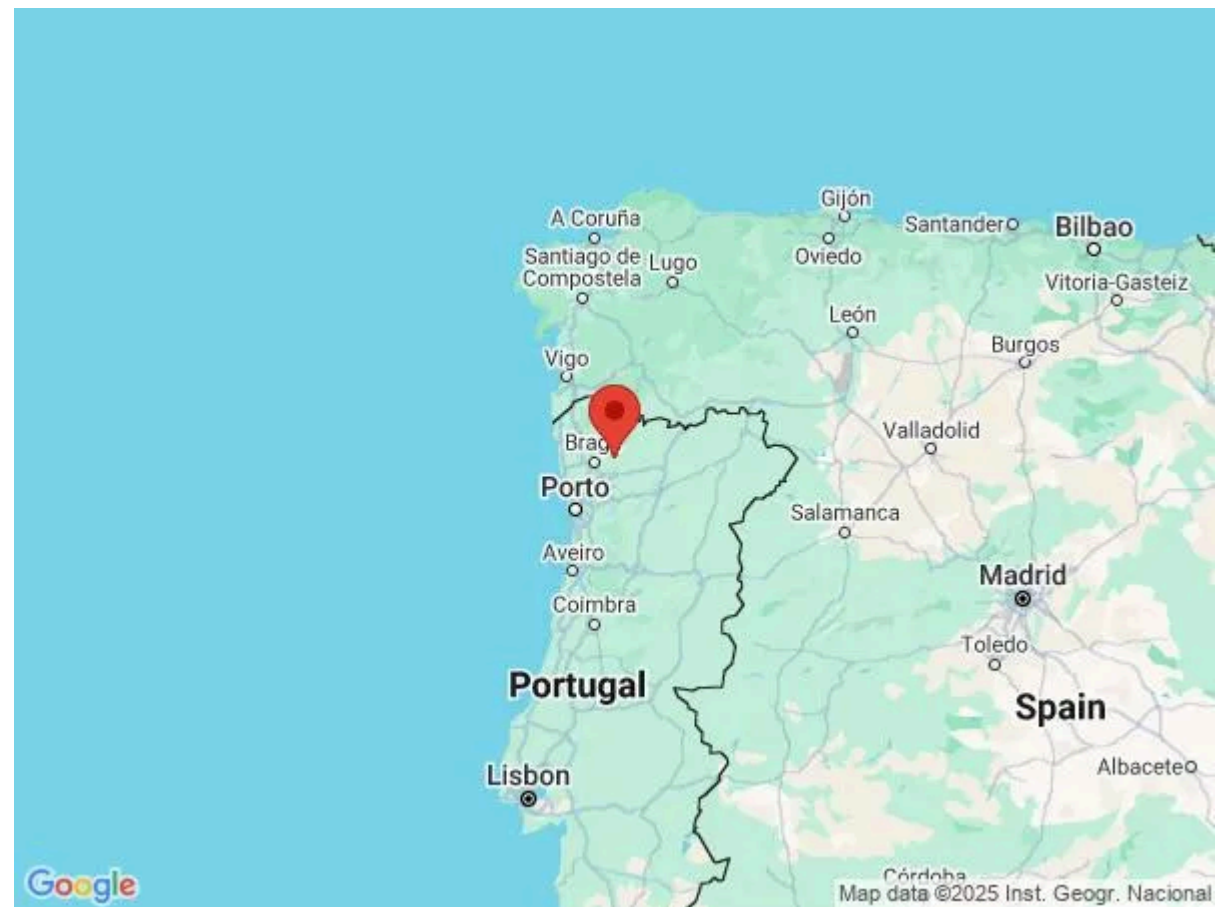 Gijón
A Coruña
Santander
Bilbao
Santiago de
Compostela
Lugo
Oviedo
Vitoria-Gasteiz
León
Burgos
Vigo
Valladolid
Porto
Salamanca
Aveiro
Madrid
Coimbra
Toledo
Portugal
Spain
Albacete
Lisbon
Córdoba
Google
Map data ©2025 Inst. Geogr. Nacional